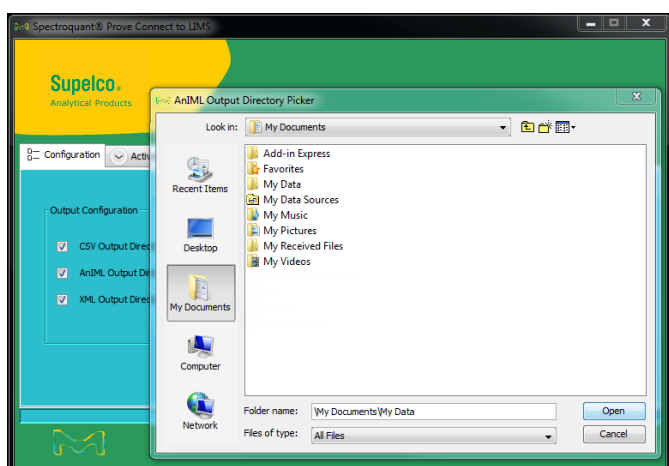 Spectroquant® Prove Connect to LIMS
Supelco®
Analytical Products
AnIML Output Directory Picker
Look in:
My Documents
Configuration
Activ
Output Configuration
CSV Output Direc
AnIML Output Dir
XML Output Direc
Recent Items
Desktop
My Documents
Computer
Network
Add-in Express
Favorites
My Data
My Data Sources
My Music
My Pictures
My Received Files
My Videos
Folder name:
\My Documents\My Data
Open
Files of type:
All Files
Cancel